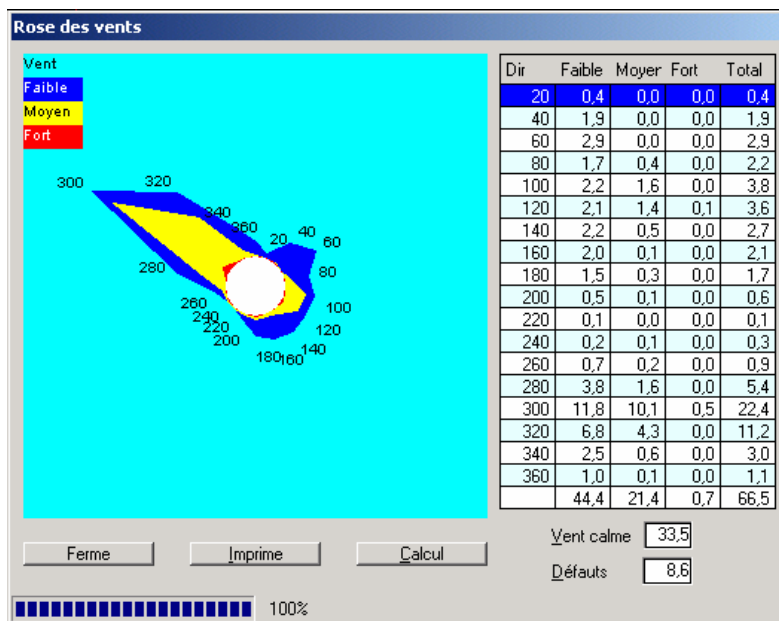 Rose des vents
Vent
Faible
Moyen
Fort
300
320
340
360
20
40
60
80
100
120
140
160
180
200
220
240
260
280
Dir Faible Moyer Fort Total
20 0,4 0,0 0,0 0,4
40 1,9 0,0 0,0 1,9
60 2,9 0,0 0,0 2,9
80 1,7 0,4 0,0 2,2
100 2,2 1,6 0,0 3,8
120 2,1 1,4 0,1 3,6
140 2,2 0,5 0,0 2,7
160 2,0 0,1 0,0 2,1
180 1,5 0,3 0,0 1,7
200 0,5 0,1 0,0 0,6
220 0,1 0,0 0,0 0,1
240 0,2 0,1 0,0 0,3
260 0,7 0,2 0,0 0,9
280 3,8 1,6 0,0 5,4
300 11,8 10,1 0,5 22,4
320 6,8 4,3 0,0 11,2
340 2,5 0,6 0,0 3,0
360 1,0 0,1 0,0 1,1
44,4 21,4 0,7 66,5
Vent calme 33,5
Défauts 8,6
Ferme Imprime Calcul
100%